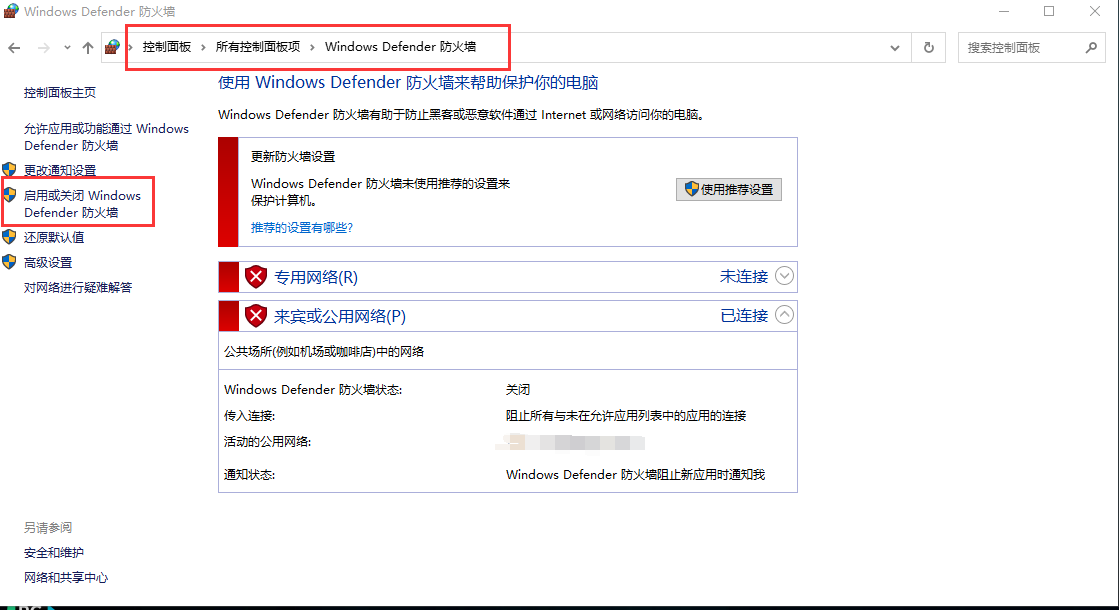 Windows Defender 防火墙
控制面板 › 所有控制面板项 › Windows Defender 防火墙
搜索控制面板
控制面板主页
允许应用或功能通过 Windows
Defender 防火墙
更改通知设置
启用或关闭 Windows
Defender 防火墙
还原默认值
高级设置
对网络进行疑难解答
使用 Windows Defender 防火墙来帮助保护你的电脑
Windows Defender 防火墙有助于防止黑客或恶意软件通过 Internet 或网络访问你的电脑。
更新防火墙设置
Windows Defender 防火墙未使用推荐的设置来
保护计算机。
使用推荐设置
推荐的设置有哪些?
专用网络(R) 未连接
来宾或公用网络(P) 已连接
公共场所(例如机场或咖啡店)中的网络
Windows Defender 防火墙状态: 关闭
传入连接: 阻止所有与未在允许应用列表中的应用的连接
活动的公用网络:
通知状态: Windows Defender 防火墙阻止新应用时通知我
另请参阅
安全和维护
网络和共享中心